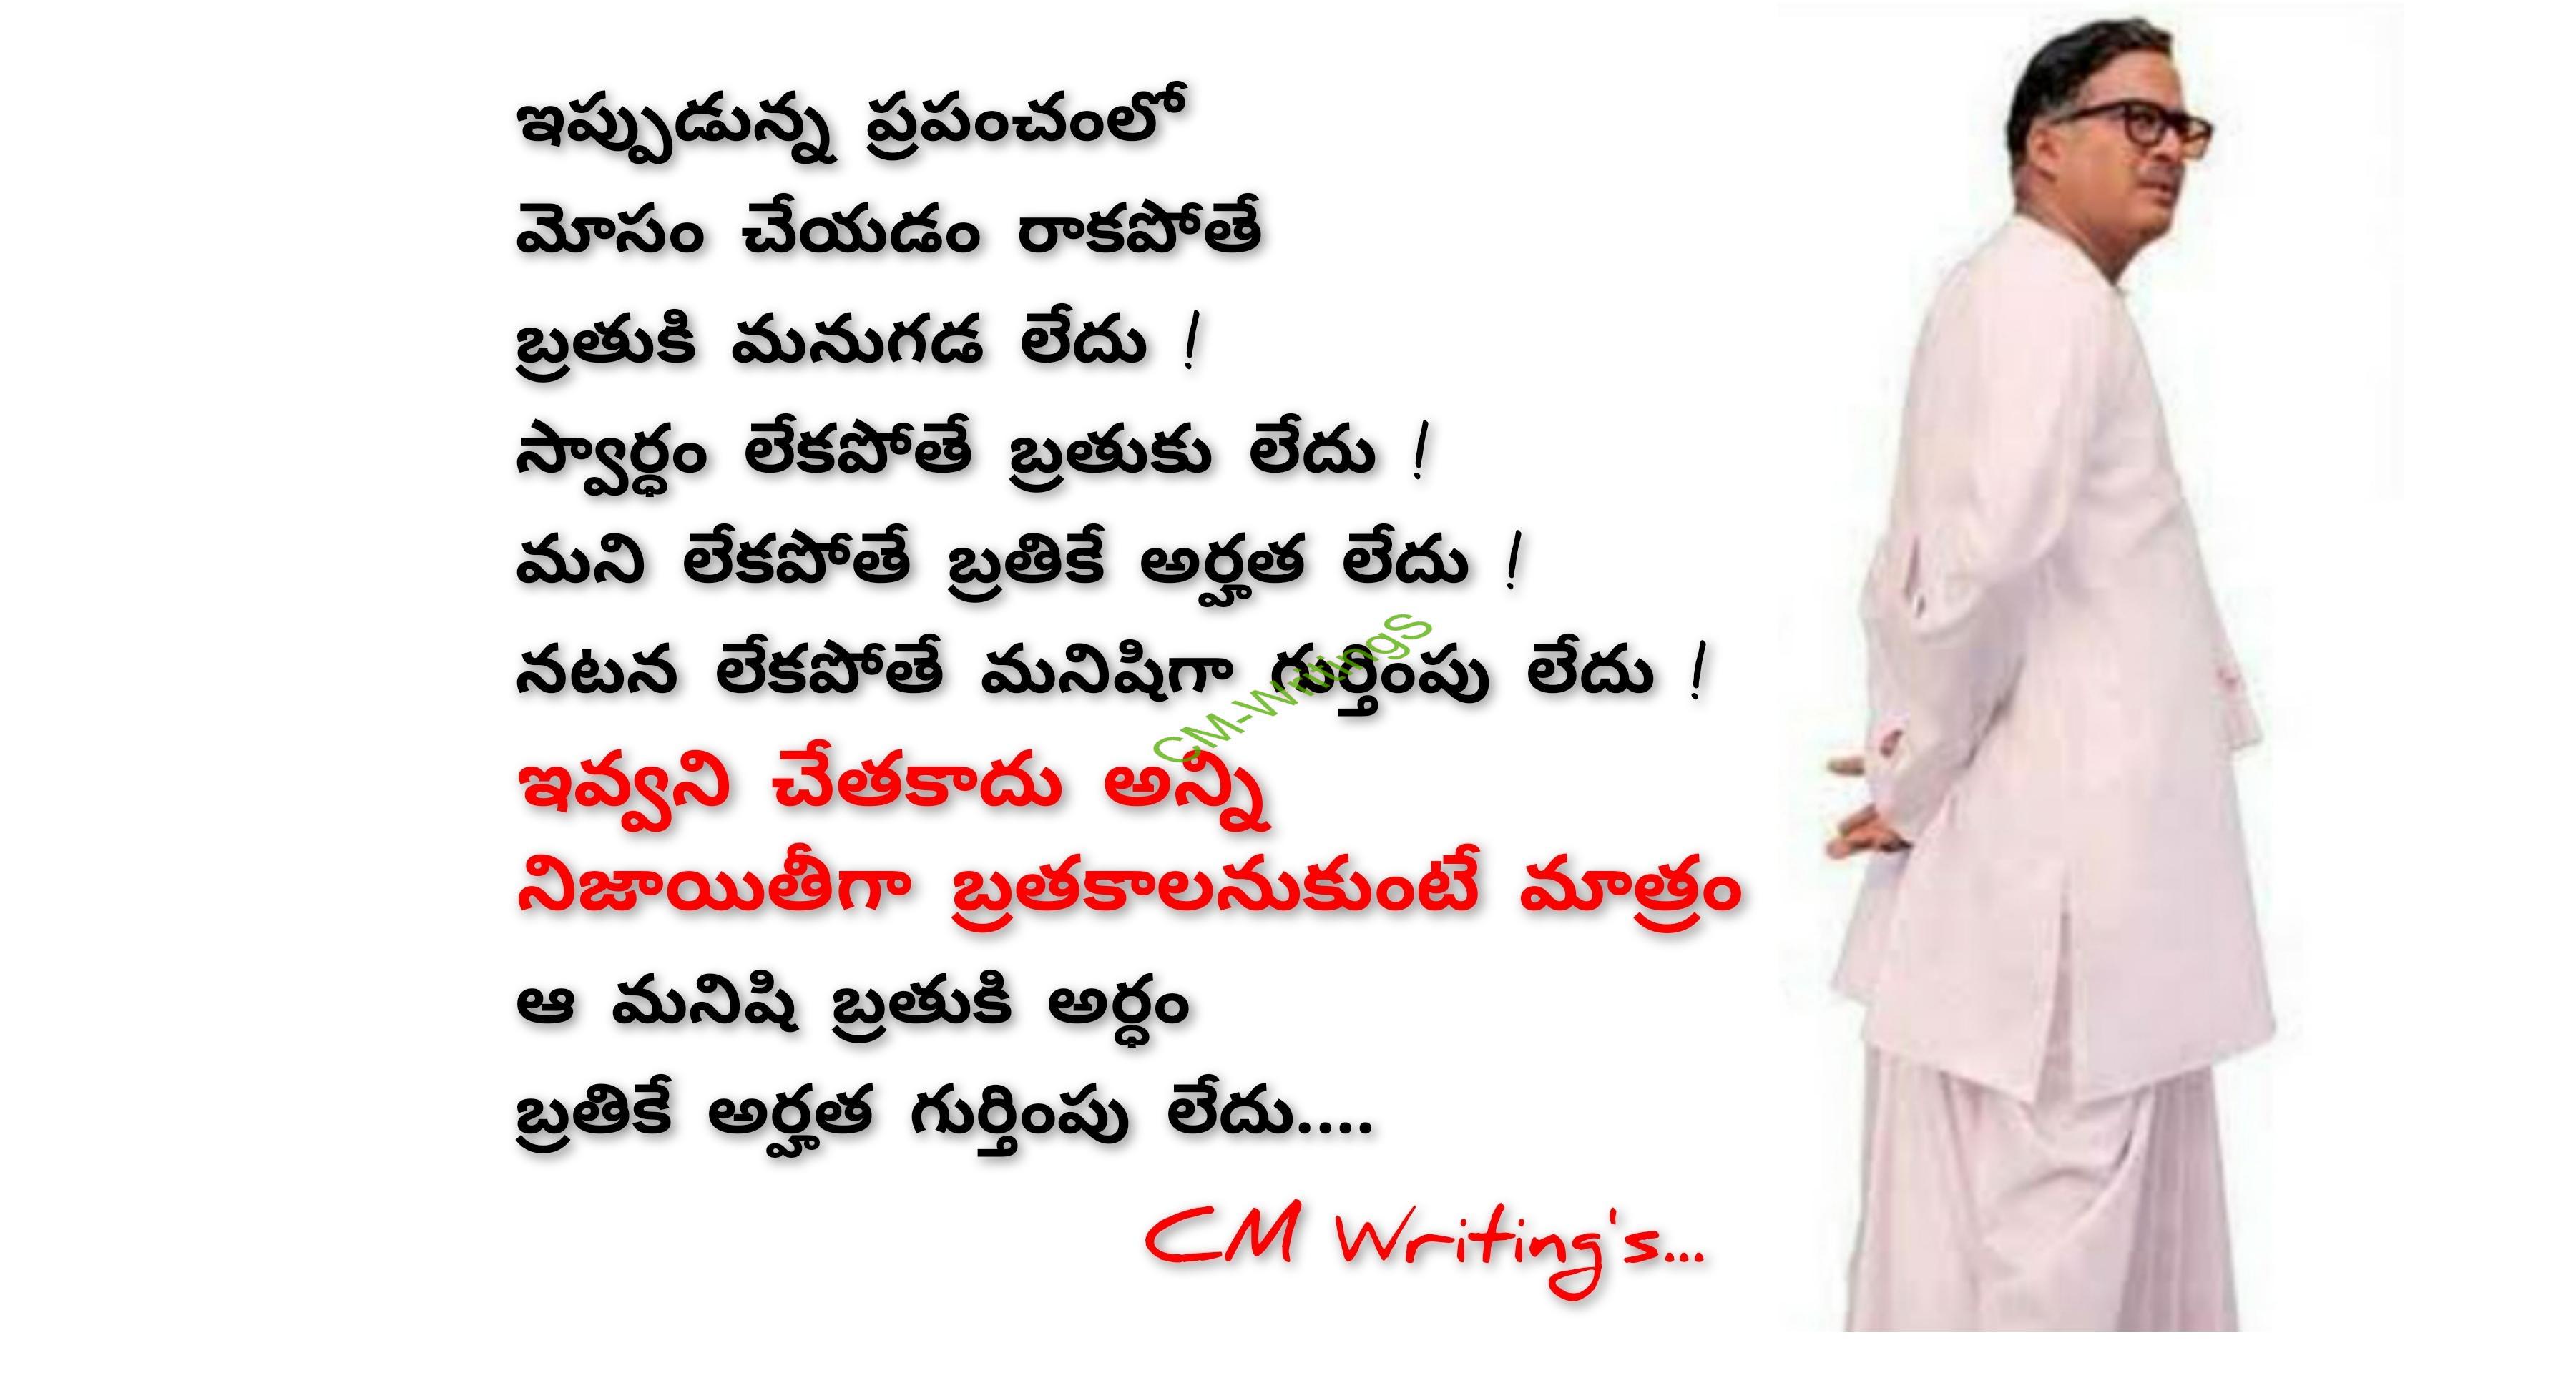 ఇప్పుడున్న ప్రపంచంలో
మోసం చేయడం రాకపోతే
బ్రతుకి మనుగడ లేదు !
స్వార్ధం లేకపోతే బ్రతుకు లేదు !
మని లేకపోతే బ్రతికే అర్హత లేదు !
నటన లేకపోతే మనిషిగా గుర్తింపు లేదు !
CM-WritingS
ఇవ్వని చేతకాదు అన్ని
నిజాయితీగా బ్రతకాలనుకుంటే మాత్రం
ఆ మనిషి బ్రతుకి అర్ధం
బ్రతికే అర్హత గుర్తింపు లేదు....
CM Writing's...